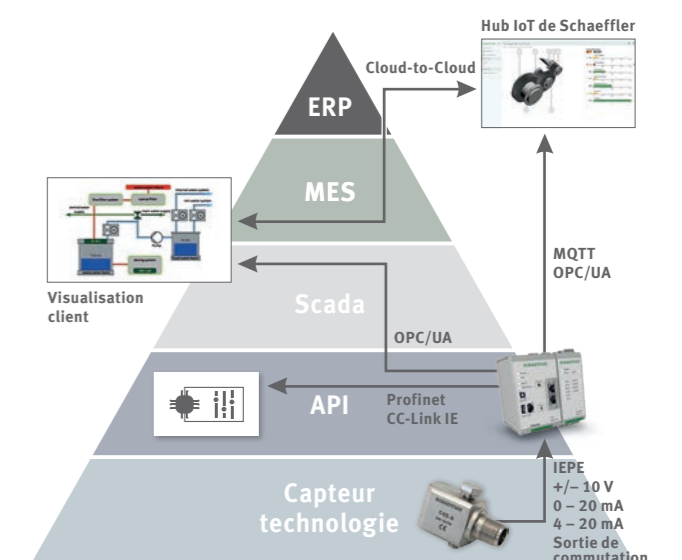 Hub IoT de Schaeffler
Cloud-to-Cloud
ERP
MES
Visualisation
client
MQTT
OPC/UA
Scada
OPC/UA
API
Profinet
CC-Link IE
Capteur
technologie
IEPE
+/– 10 V
0 – 20 mA
4 – 20 mA
Sortie de
commutation